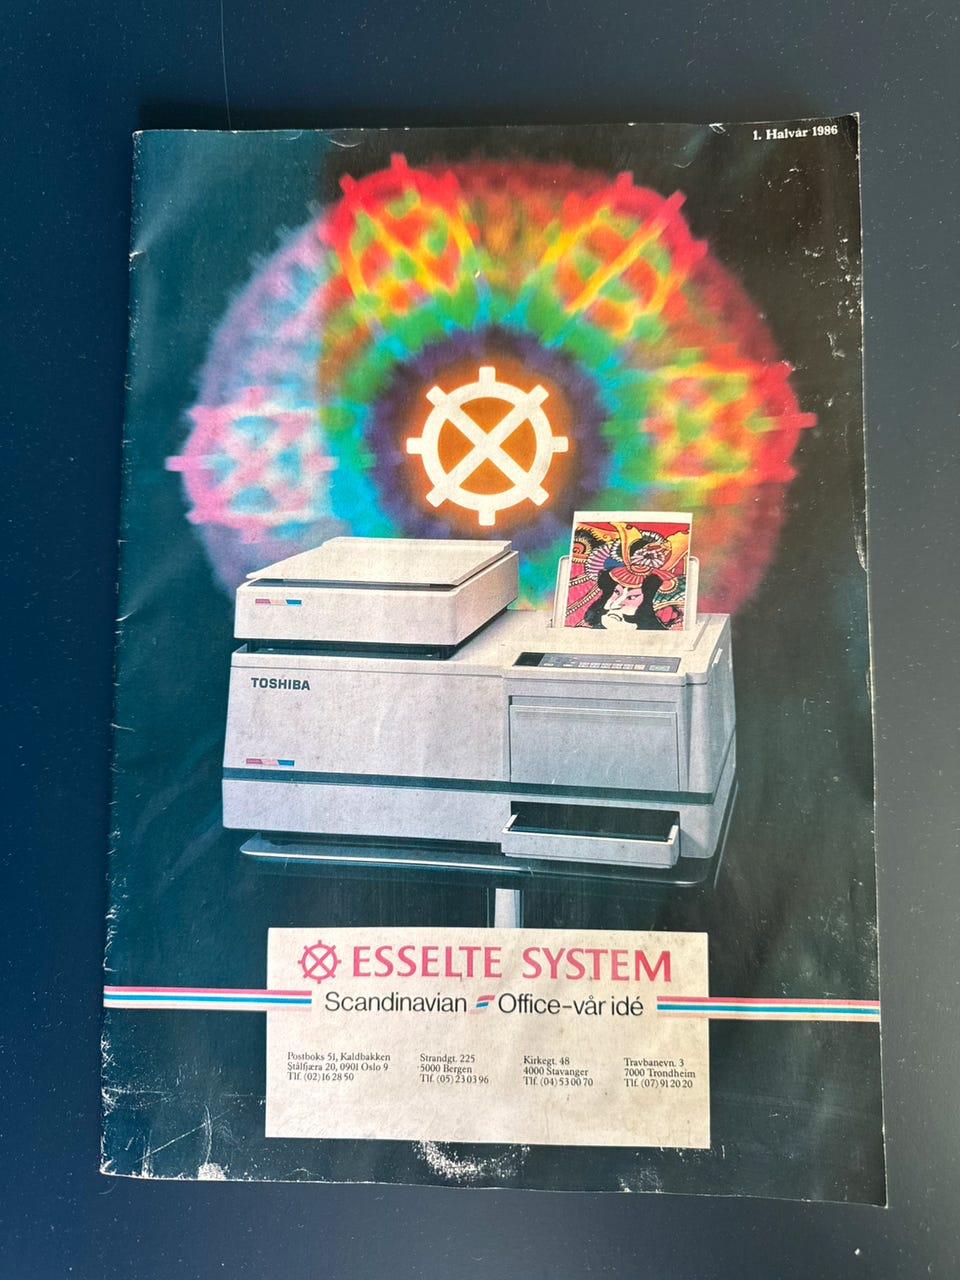 1. Halvår 1986
TOSHIBA
ESSELTE SYSTEM
Scandinavian Office-vår idé
Postboks 51, Kaldbakken
Stålfjæra 20, 0901 Oslo 9
Tlf. (02) 16 28 50
Strandgt. 225
5000 Bergen
Tlf. (05) 23 03 96
Kirkegt. 48
4000 Stavanger
Tlf. (04) 53 00 70
Travbanevn. 3
7000 Trondheim
Tlf. (07) 91 20 20